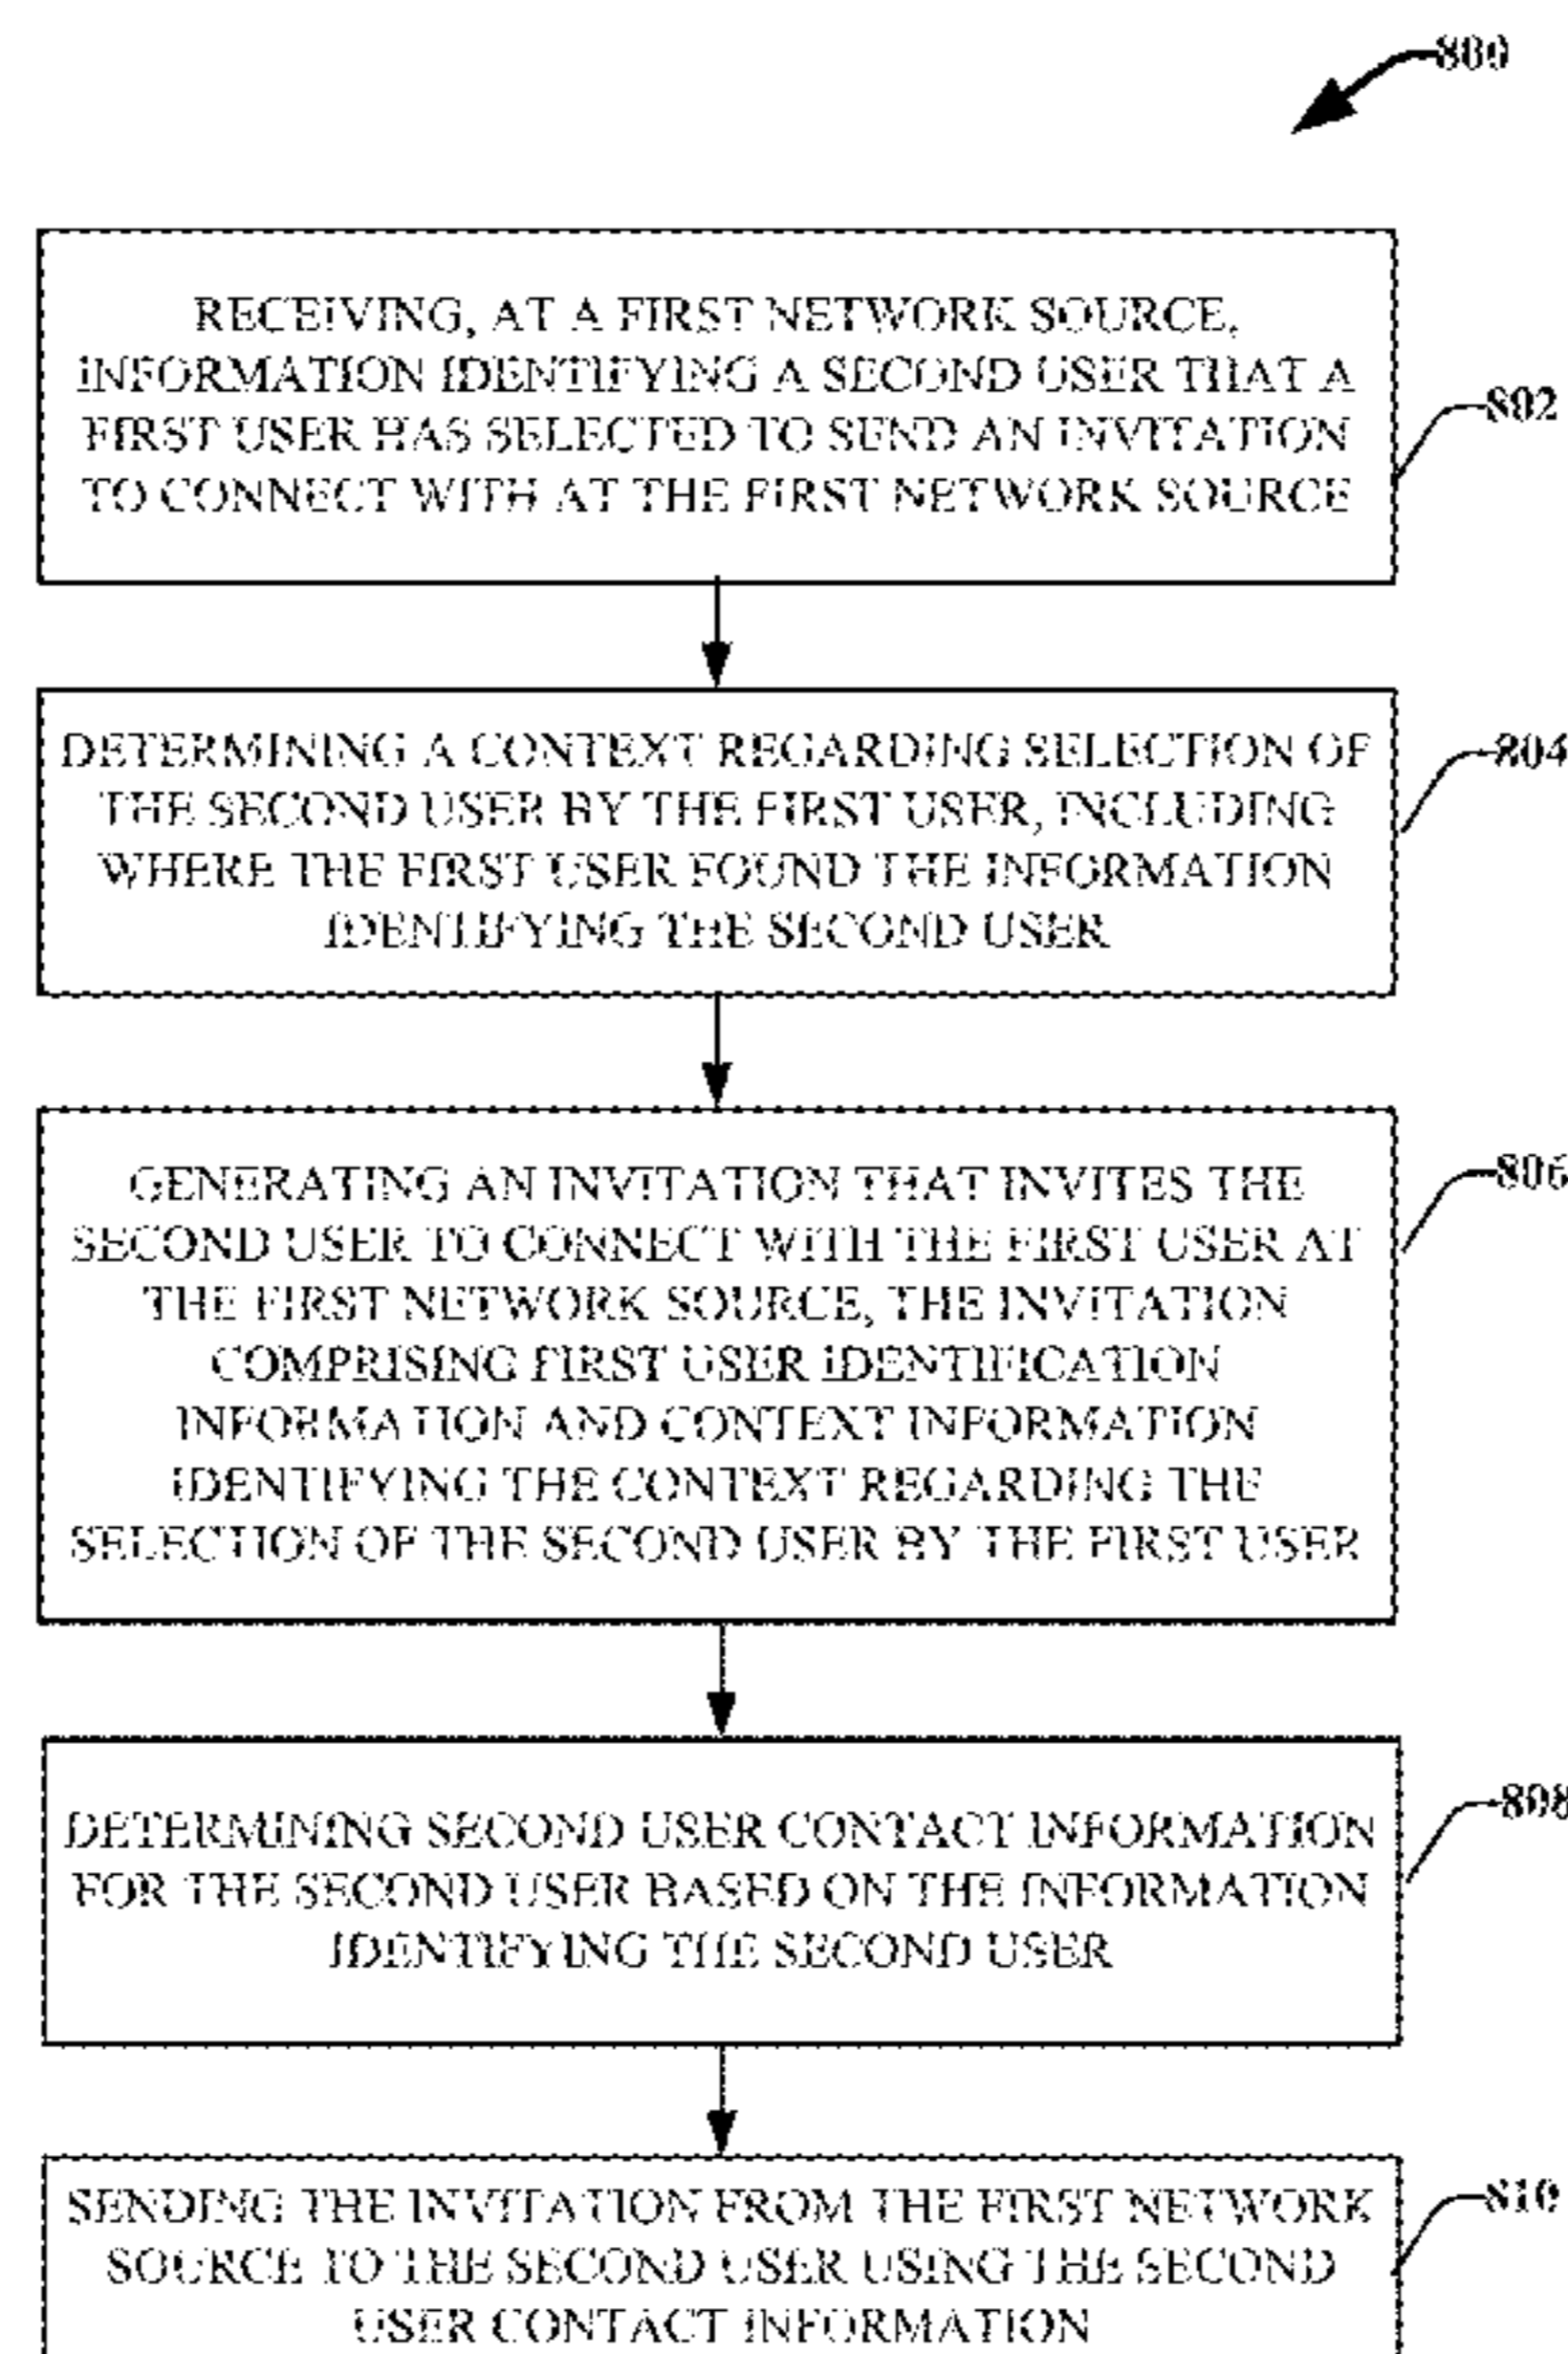 800
RECEIVING, AT A FIRST NETWORK SOURCE,
INFORMATION IDENTIFYING A SECOND USER THAT A
FIRST USER HAS SELECTED TO SEND AN INVITATION
TO CONNECT WITH AT THE FIRST NETWORK SOURCE
802
DETERMINING A CONTEXT REGARDING SELECTION OF
THE SECOND USER BY THE FIRST USER, INCLUDING
WHERE THE FIRST USER FOUND THE INFORMATION
IDENTIFYING THE SECOND USER
804
GENERATING AN INVITATION THAT INVITES THE
SECOND USER TO CONNECT WITH THE FIRST USER AT
THE FIRST NETWORK SOURCE, THE INVITATION
COMPRISING FIRST USER IDENTIFICATION
INFORMATION AND CONTEXT INFORMATION
IDENTIFYING THE CONTEXT REGARDING THE
SELECTION OF THE SECOND USER BY THE FIRST USER
806
DETERMINING SECOND USER CONTACT INFORMATION
FOR THE SECOND USER BASED ON THE INFORMATION
IDENTIFYING THE SECOND USER
808
SENDING THE INVITATION FROM THE FIRST NETWORK
SOURCE TO THE SECOND USER USING THE SECOND
USER CONTACT INFORMATION
810